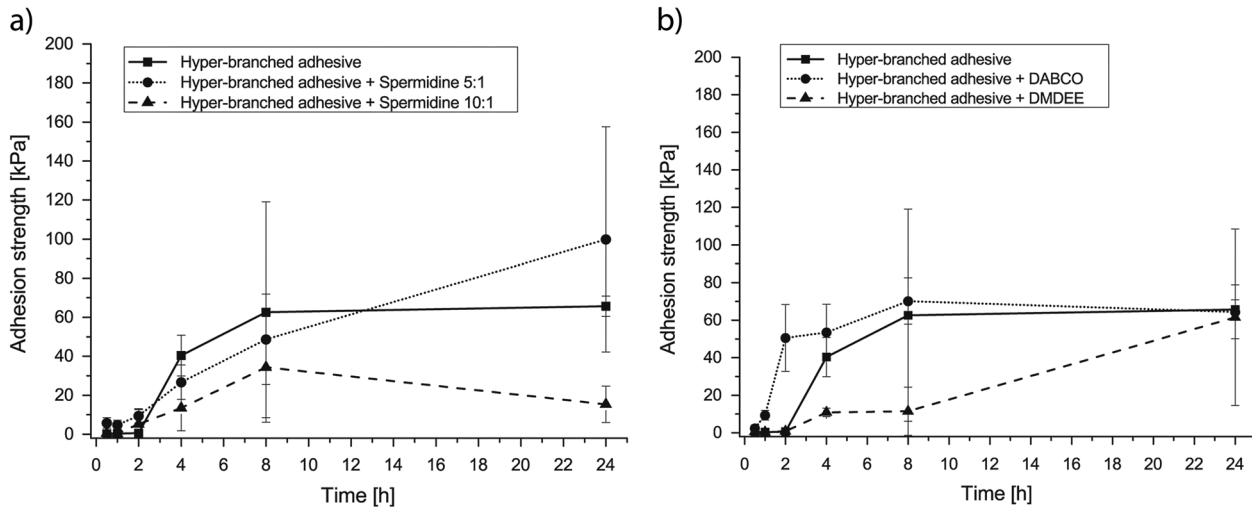 a)
Hyper-branched adhesive
Hyper-branched adhesive + Spermidine 5:1
Hyper-branched adhesive + Spermidine 10:1
Adhesion strength [kPa]
200
180
160
140
120
100
80
60
40
20
0
0 2 4 6 8 10 12 14 16 18 20 22 24
Time [h]
b)
Hyper-branched adhesive
Hyper-branched adhesive + DABCO
Hyper-branched adhesive + DMDEE
Adhesion strength [kPa]
200
180
160
140
120
100
80
60
40
20
0
0 2 4 6 8 10 12 14 16 18 20 22 24
Time [h]